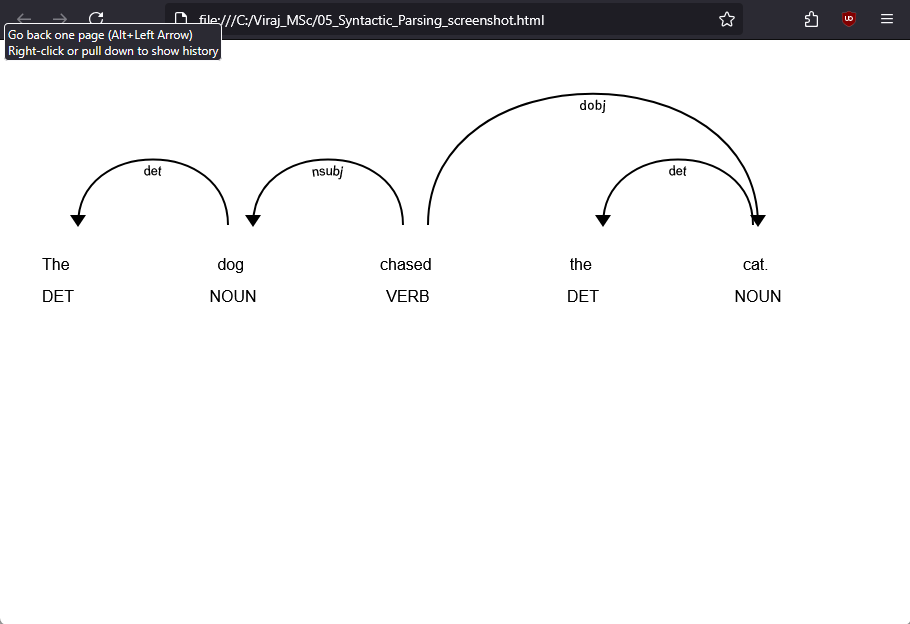 file:///C:/Viraj_MSc/05_Syntactic_Parsing_screenshot.html
UO
Go back one page (Alt+Left Arrow)
Right-click or pull down to show history
dobj
det nsubj det
The dog chased the cat.
DET NOUN VERB DET NOUN